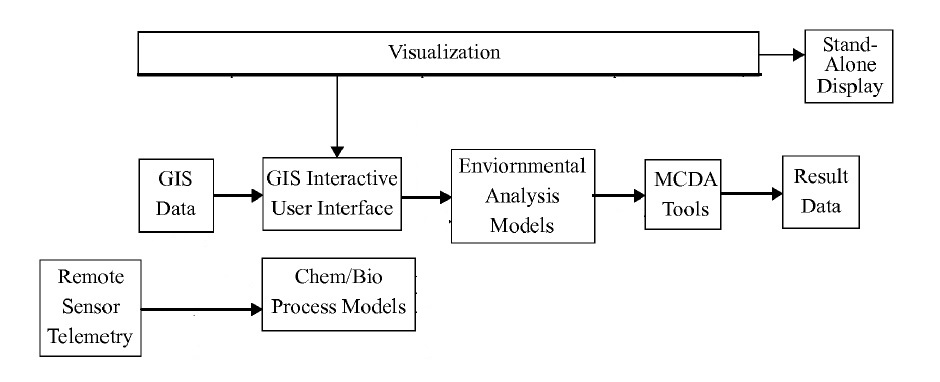 Visualization
Stand-
Alone
Display
GIS
Data
GIS Interactive
User Interface
Enviornmental
Analysis
Models
MCDA
Tools
Result
Data
Remote
Sensor
Telemetry
Chem/Bio
Process Models